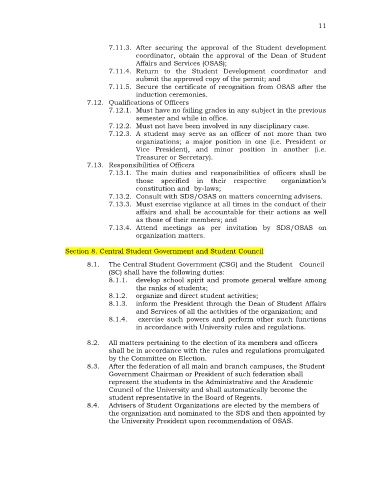 11
7.11.3. After securing the approval of the Student development
coordinator, obtain the approval of the Dean of Student
Affairs and Services (OSAS);
7.11.4. Return to the Student Development coordinator and
submit the approved copy of the permit; and
7.11.5. Secure the certificate of recognition from OSAS after the
induction ceremonies.
7.12. Qualifications of Officers
7.12.1. Must have no failing grades in any subject in the previous
semester and while in office.
7.12.2. Must not have been involved in any disciplinary case.
7.12.3. A student may serve as an officer of not more than two
organizations; a major position in one (i.e. President or
Vice President), and minor position in another (i.e.
Treasurer or Secretary).
7.13. Responsibilities of Officers
7.13.1. The main duties and responsibilities of officers shall be
those specified in their respective organization's
constitution and by-laws;
7.13.2. Consult with SDS/OSAS on matters concerning advisers.
7.13.3. Must exercise vigilance at all times in the conduct of their
affairs and shall be accountable for their actions as well
as those of their members; and
7.13.4. Attend meetings as per invitation by SDS/OSAS on
organization matters.
Section 8. Central Student Government and Student Council
8.1. The Central Student Government (CSG) and the Student Council
(SC) shall have the following duties:
8.1.1. develop school spirit and promote general welfare among
the ranks of students;
8.1.2. organize and direct student activities;
8.1.3. inform the President through the Dean of Student Affairs
and Services of all the activities of the organization; and
8.1.4. exercise such powers and perform other such functions
in accordance with University rules and regulations.
8.2. All matters pertaining to the election of its members and officers
shall be in accordance with the rules and regulations promulgated
by the Committee on Election.
8.3. After the federation of all main and branch campuses, the Student
Government Chairman or President of such federation shall
represent the students in the Administrative and the Academic
Council of the University and shall automatically become the
student representative in the Board of Regents.
8.4. Advisers of Student Organizations are elected by the members of
the organization and nominated to the SDS and then appointed by
the University President upon recommendation of OSAS.